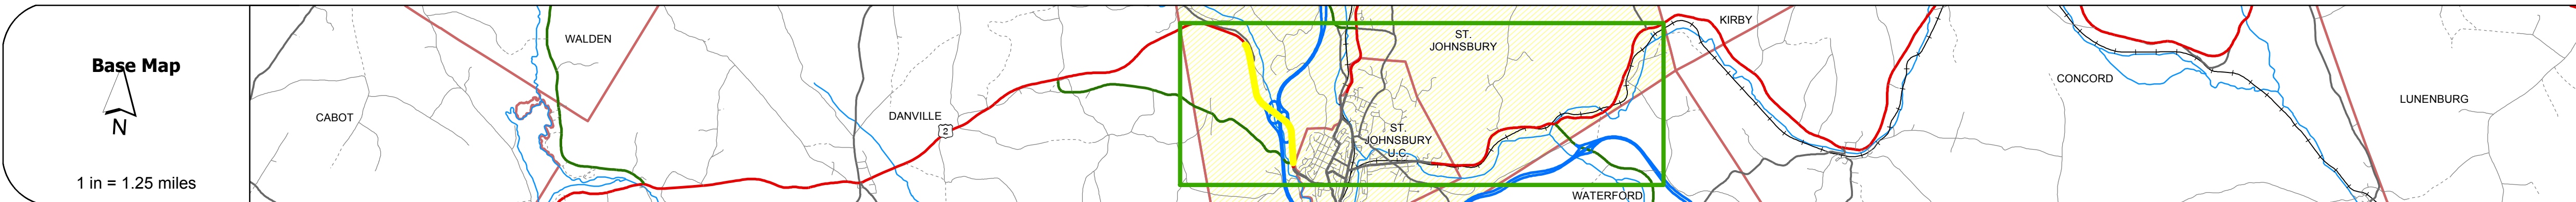 Base Map
N
1 in = 1.25 miles
CABOT
WALDEN
DANVILLE
2
ST.
JOHNSBURY
ST.
JOHNSBURY
U.C.
WATERFORD
KIRBY
CONCORD
LUNENBURG